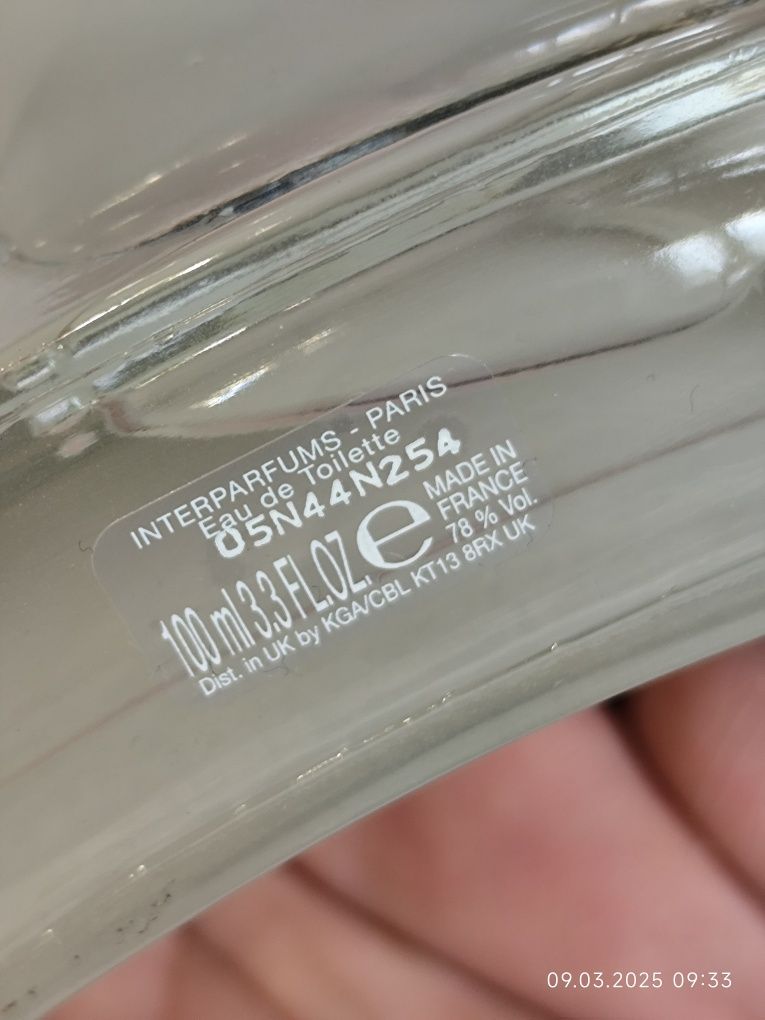 INTERPARFUMS - PARIS
Eau de Toilette
05N44N254
100 ml 3.3 FL.OZ. e
MADE IN
FRANCE
78 % Vol.
Dist. in UK by KGA/CBL KT13 8RX UK
09.03.2025 09:33